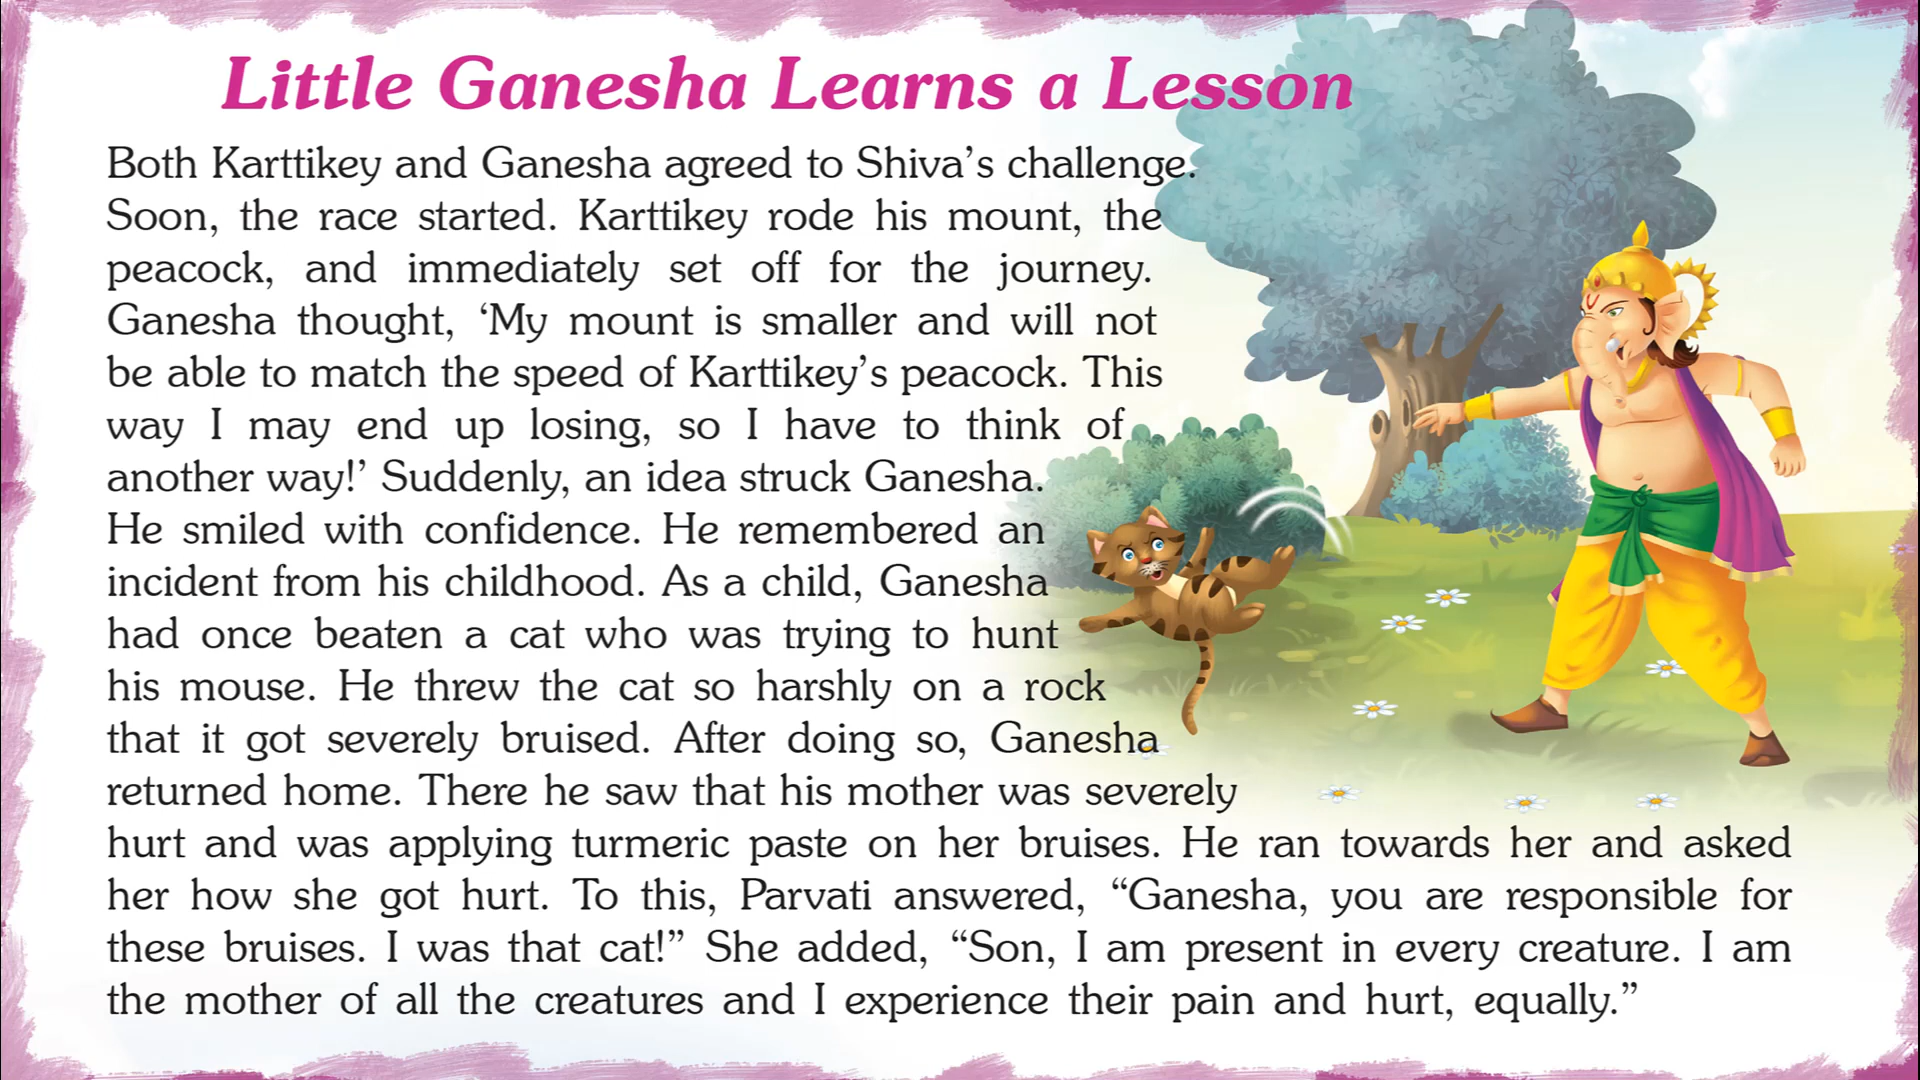 Little Ganesha Learns a Lesson
Both Karttikey and Ganesha agreed to Shiva’s challenge.
Soon, the race started. Karttikey rode his mount, the
peacock, and immediately set off for the journey.
Ganesha thought, ‘My mount is smaller and will not
be able to match the speed of Karttikey’s peacock. This
way I may end up losing, so I have to think of
another way!’ Suddenly, an idea struck Ganesha.
He smiled with confidence. He remembered an
incident from his childhood. As a child, Ganesha
had once beaten a cat who was trying to hunt
his mouse. He threw the cat so harshly on a rock
that it got severely bruised. After doing so, Ganesha
returned home. There he saw that his mother was severely
hurt and was applying turmeric paste on her bruises. He ran towards her and asked
her how she got hurt. To this, Parvati answered, “Ganesha, you are responsible for
these bruises. I was that cat!” She added, “Son, I am present in every creature. I am
the mother of all the creatures and I experience their pain and hurt, equally.”